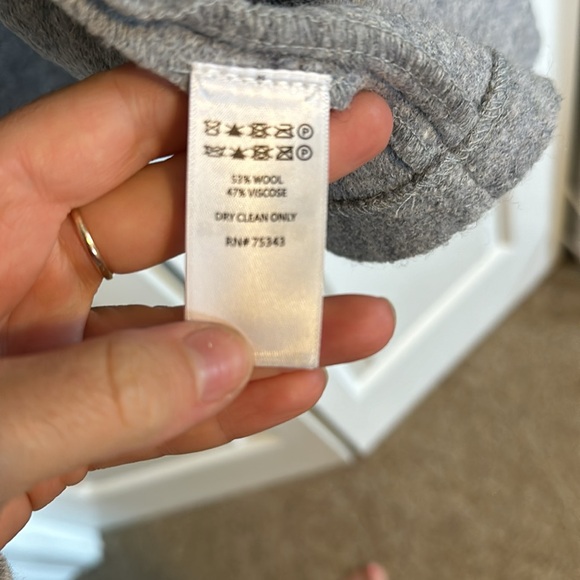 53% WOOL
47% VISCOSE
DRY CLEAN ONLY
RN# 75343